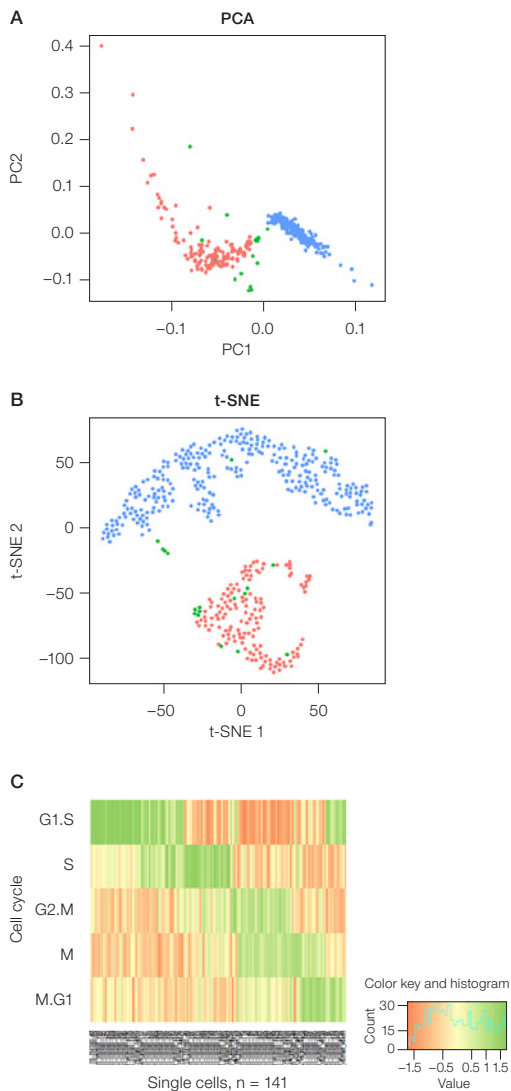 A
PCA
0.4
0.3
0.2
0.1
0.0
−0.1
PC2
−0.1 0.0 0.1
PC1
B
t-SNE
50
0
−50
−100
t-SNE 2
−50 0 50
t-SNE 1
C
G1.S
S
G2.M
M
M.G1
Cell cycle
Single cells, n = 141
Color key and histogram
30
15
0
Count
−1.5 −0.5 0.5 1 1.5
Value